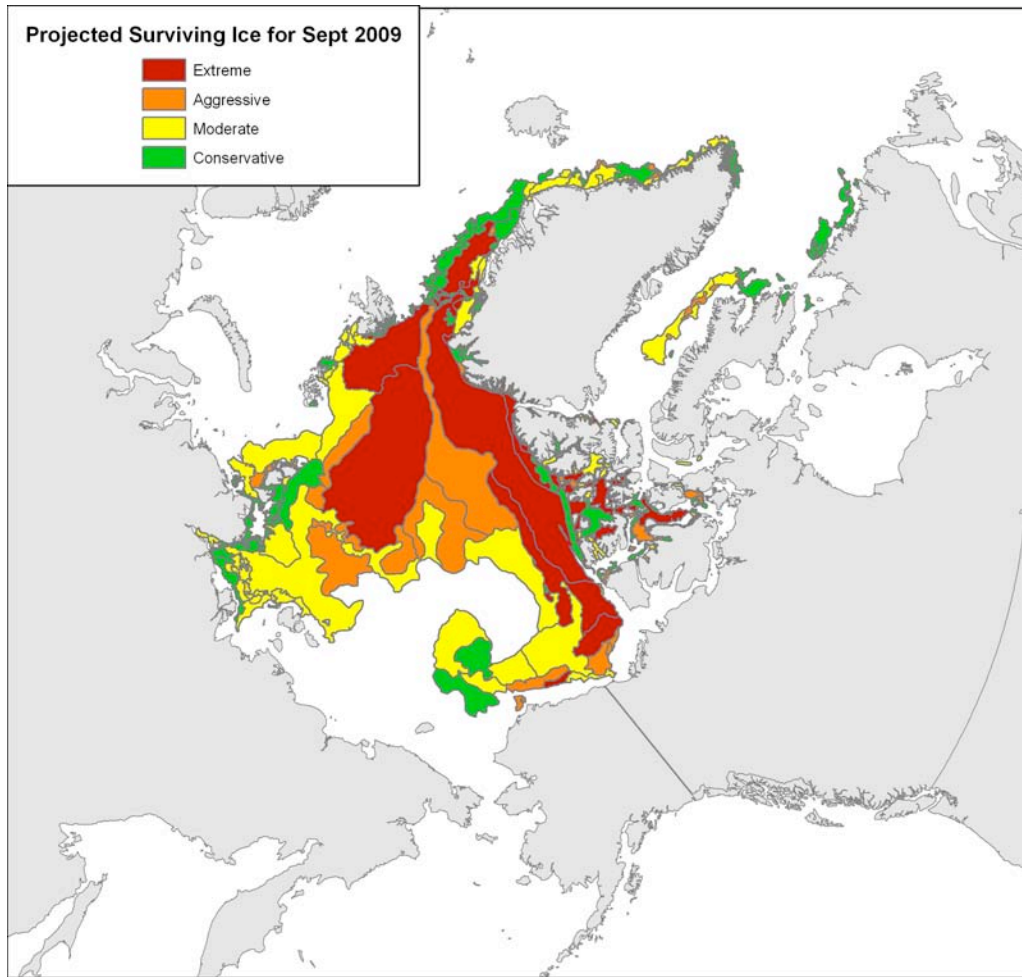 Projected Surviving Ice for Sept 2009
Extreme
Aggressive
Moderate
Conservative